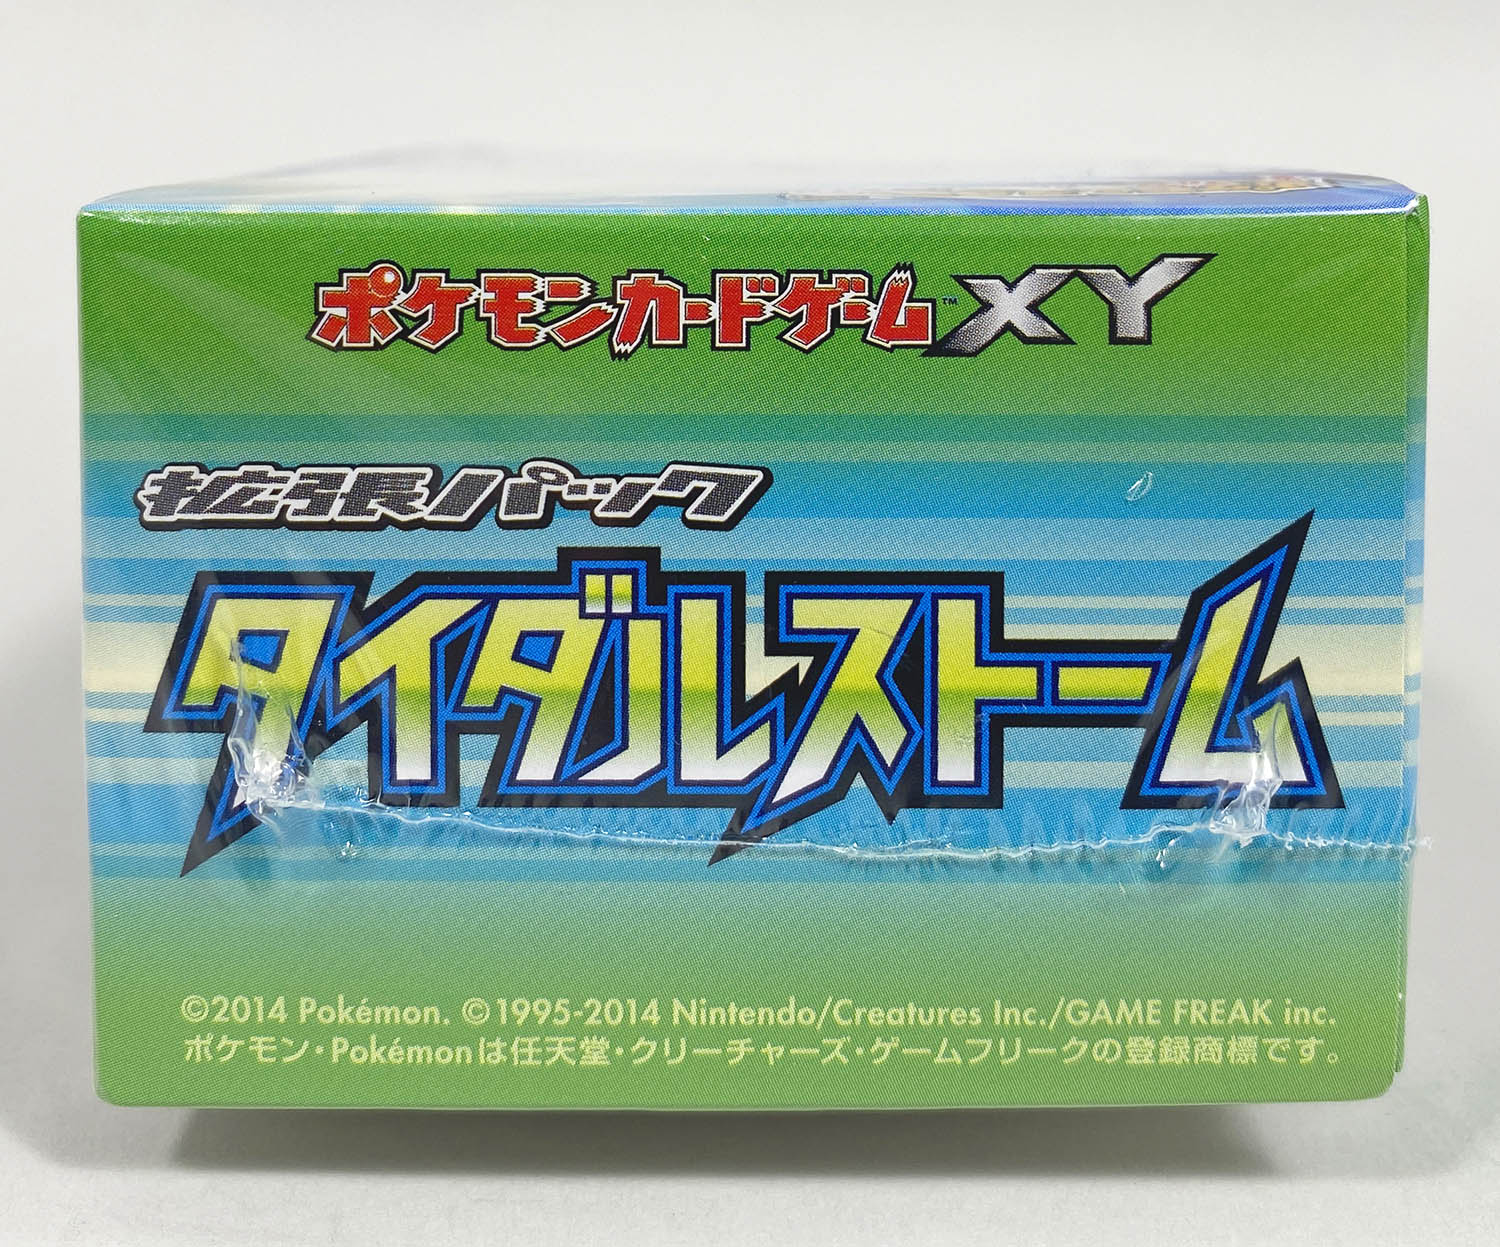 ポケモンカードゲーム™ XY
拡張パック
タイダルストーム
©2014 Pokémon. ©1995-2014 Nintendo/Creatures Inc./GAME FREAK inc.
ポケモン・Pokémonは任天堂・クリーチャーズ・ゲームフリークの登録商標です。